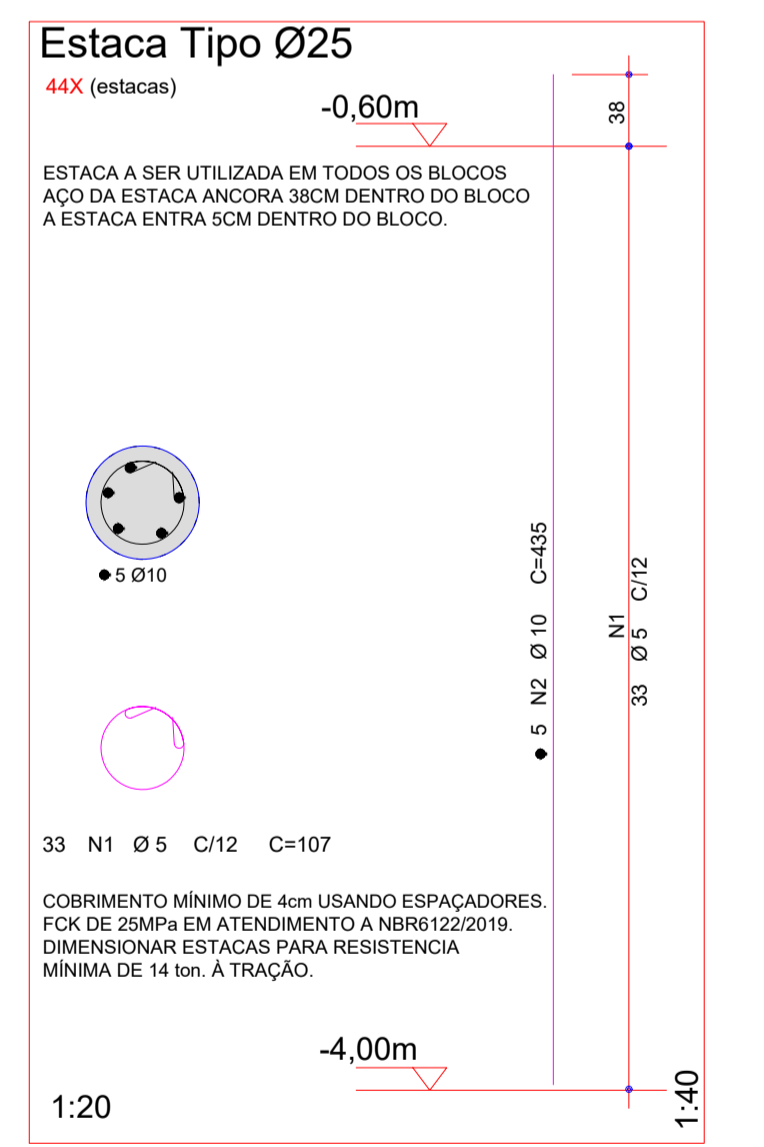 Estaca Tipo Ø25
44X (estacas)
-0,60m
38
ESTACA A SER UTILIZADA EM TODOS OS BLOCOS
AÇO DA ESTACA ANCORA 38CM DENTRO DO BLOCO
A ESTACA ENTRA 5CM DENTRO DO BLOCO.
5 Ø10
5 N2 Ø 10 C=435
N1
33 Ø 5 C/12
33 N1 Ø 5 C/12 C=107
COBRIMENTO MÍNIMO DE 4cm USANDO ESPAÇADORES.
FCK DE 25MPa EM ATENDIMENTO A NBR6122/2019.
DIMENSIONAR ESTACAS PARA RESISTENCIA
MÍNIMA DE 14 ton. À TRAÇÃO.
-4,00m
1:20
1:40